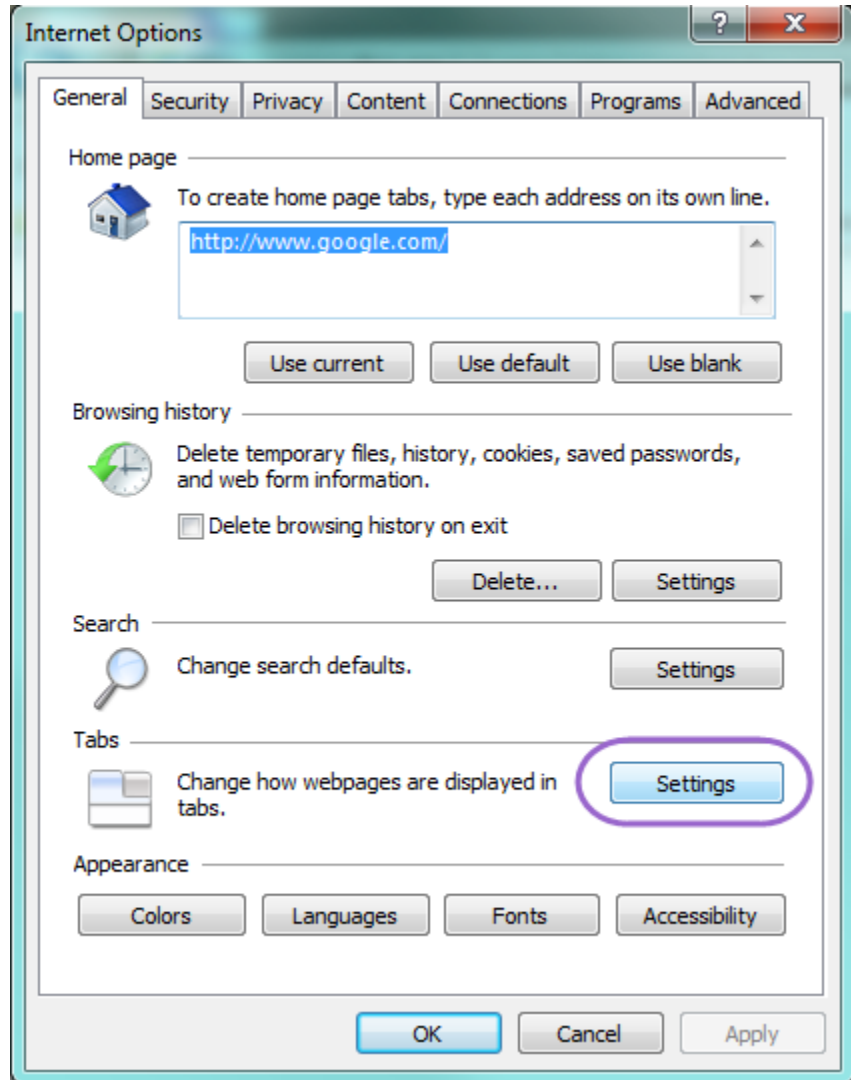 Internet Options
?
X
General Security Privacy Content Connections Programs Advanced
Home page
To create home page tabs, type each address on its own line.
http://www.google.com/
Use current Use default Use blank
Browsing history
Delete temporary files, history, cookies, saved passwords,
and web form information.
Delete browsing history on exit
Delete... Settings
Search
Change search defaults.
Settings
Tabs
Change how webpages are displayed in
tabs.
Settings
Appearance
Colors Languages Fonts Accessibility
OK Cancel Apply